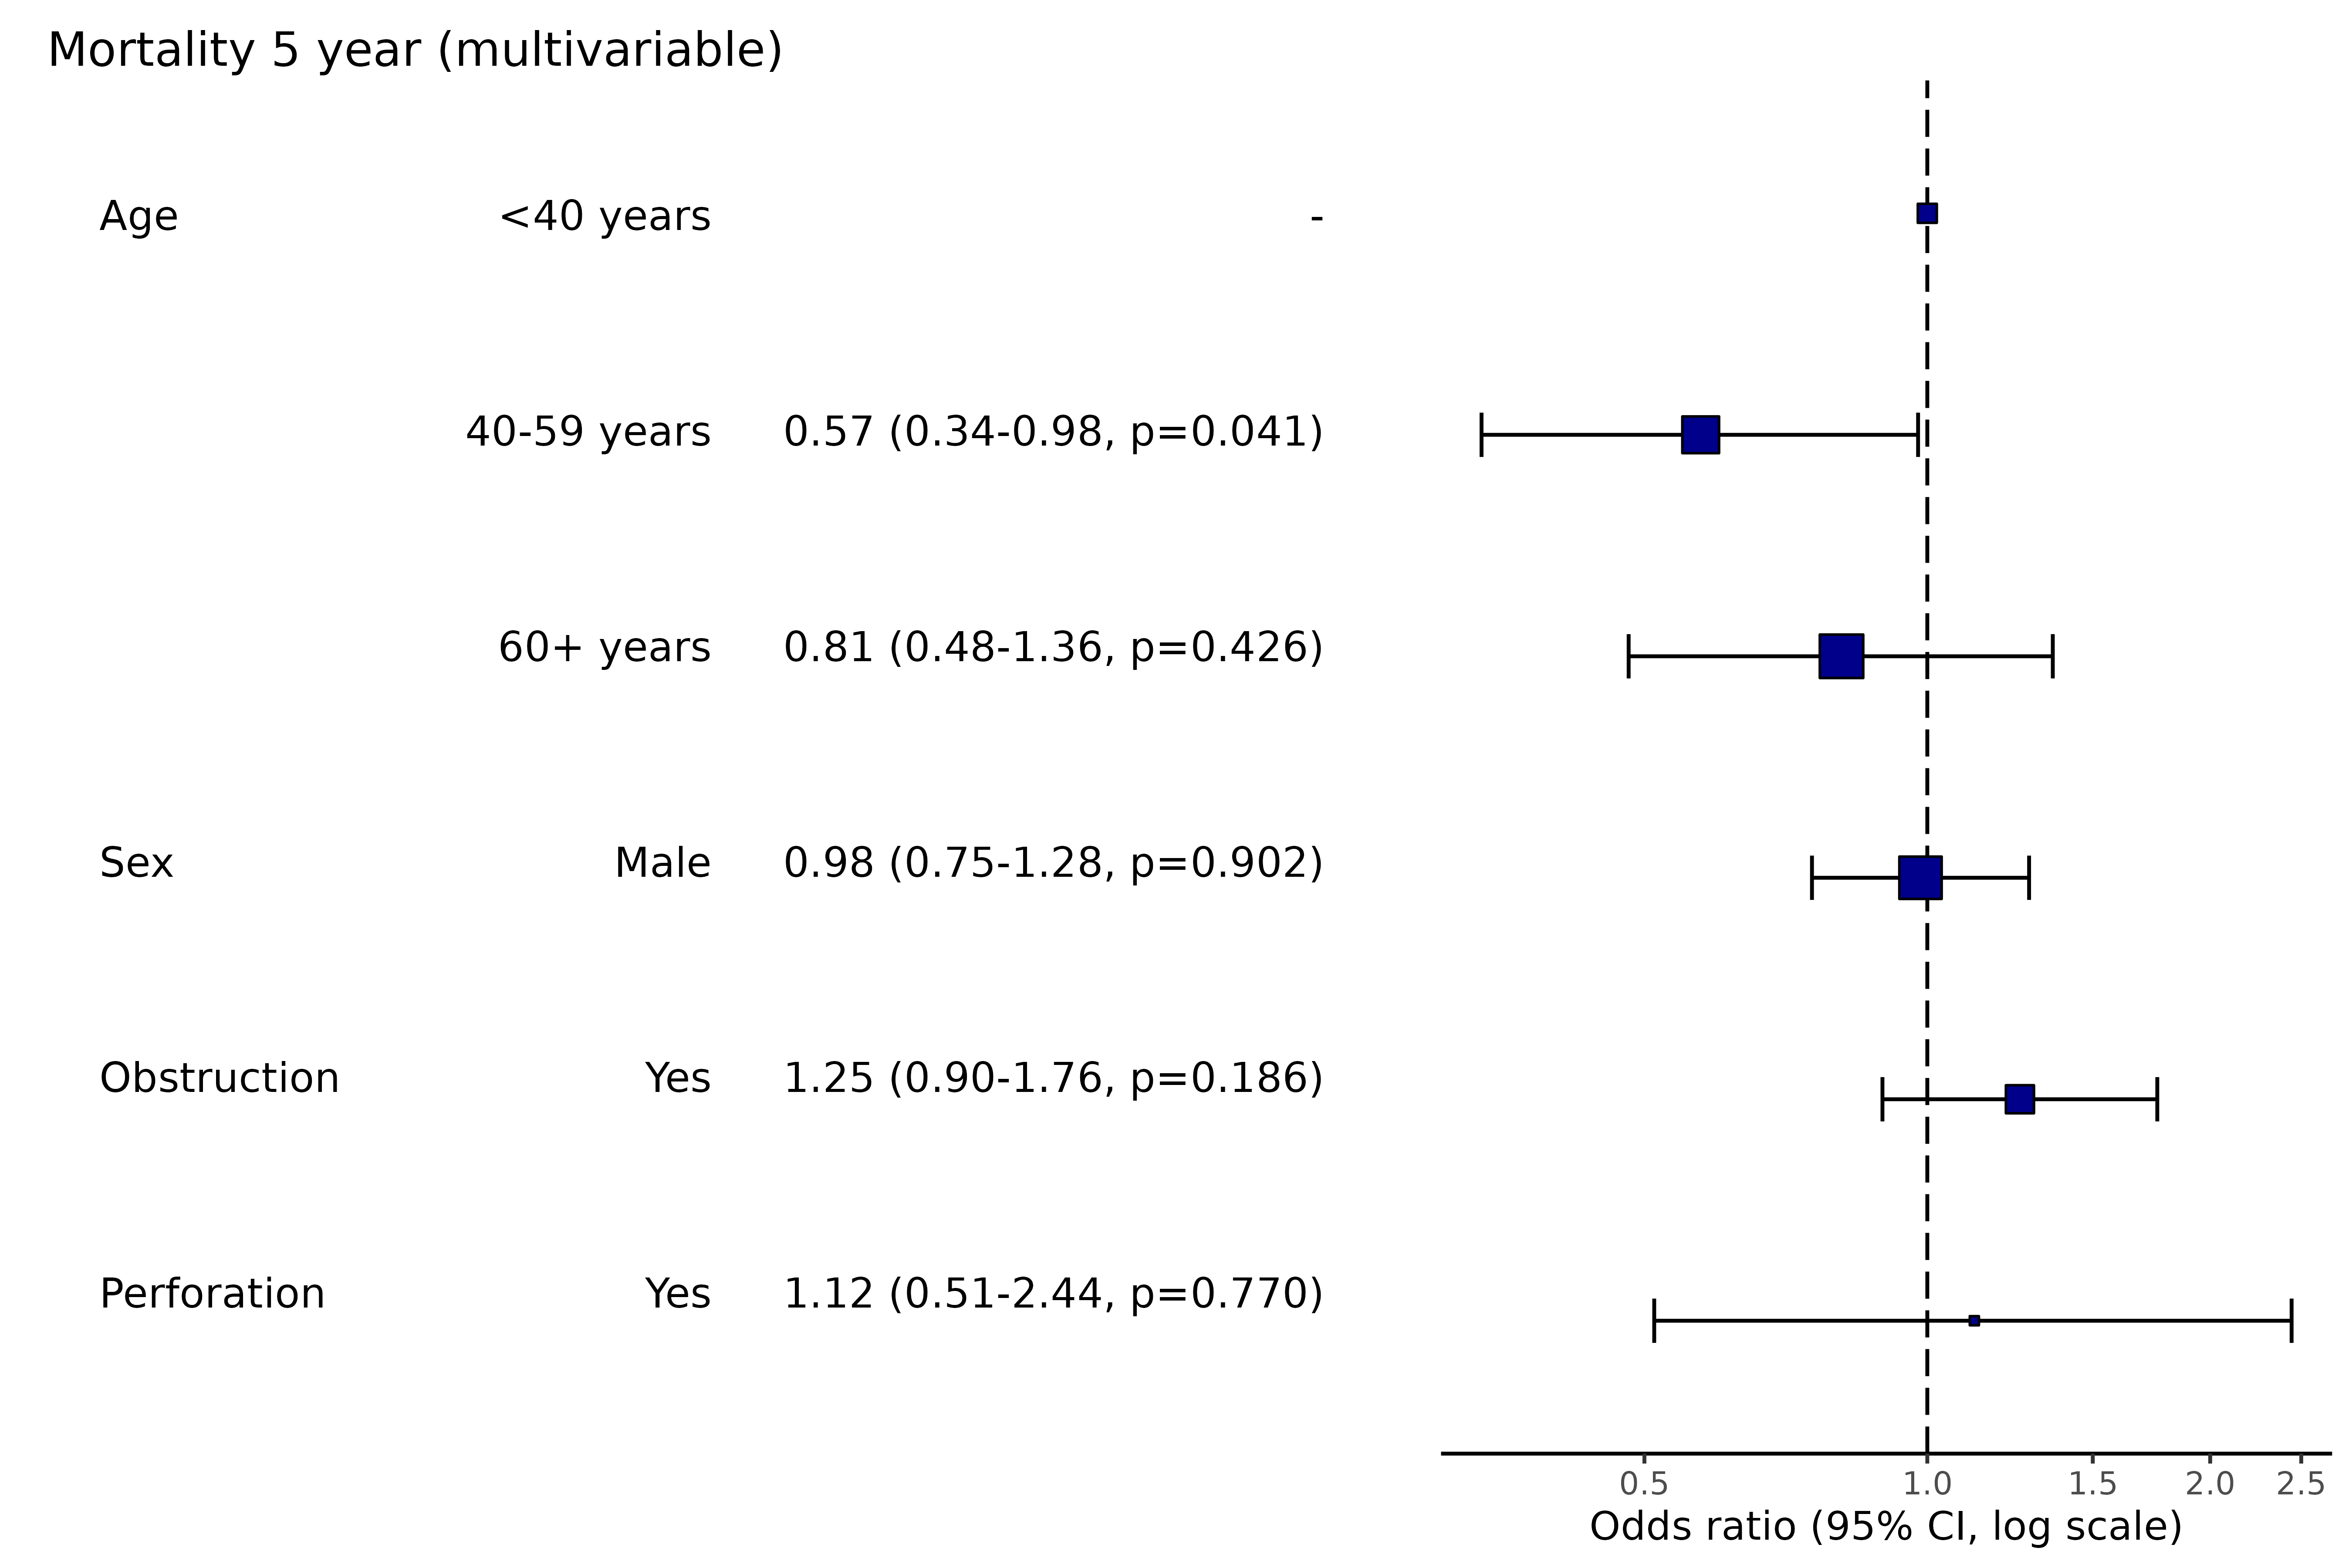 Mortality 5 year (multivariable)
Age <40 years -
40-59 years 0.57 (0.34-0.98, p=0.041)
60+ years 0.81 (0.48-1.36, p=0.426)
Sex Male 0.98 (0.75-1.28, p=0.902)
Obstruction Yes 1.25 (0.90-1.76, p=0.186)
Perforation Yes 1.12 (0.51-2.44, p=0.770)
0.5 1.0 1.5 2.0 2.5
Odds ratio (95% CI, log scale)